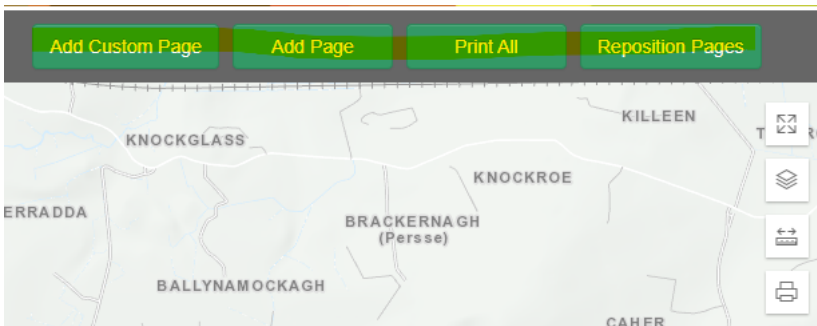 Add Custom Page
Add Page
Print All
Reposition Pages
KILLEEN
KNOCKGLASS
KNOCKROE
ERRADDA
BRACKERNAGH
(Persse)
BALLYNAMOCKAGH
CAHER